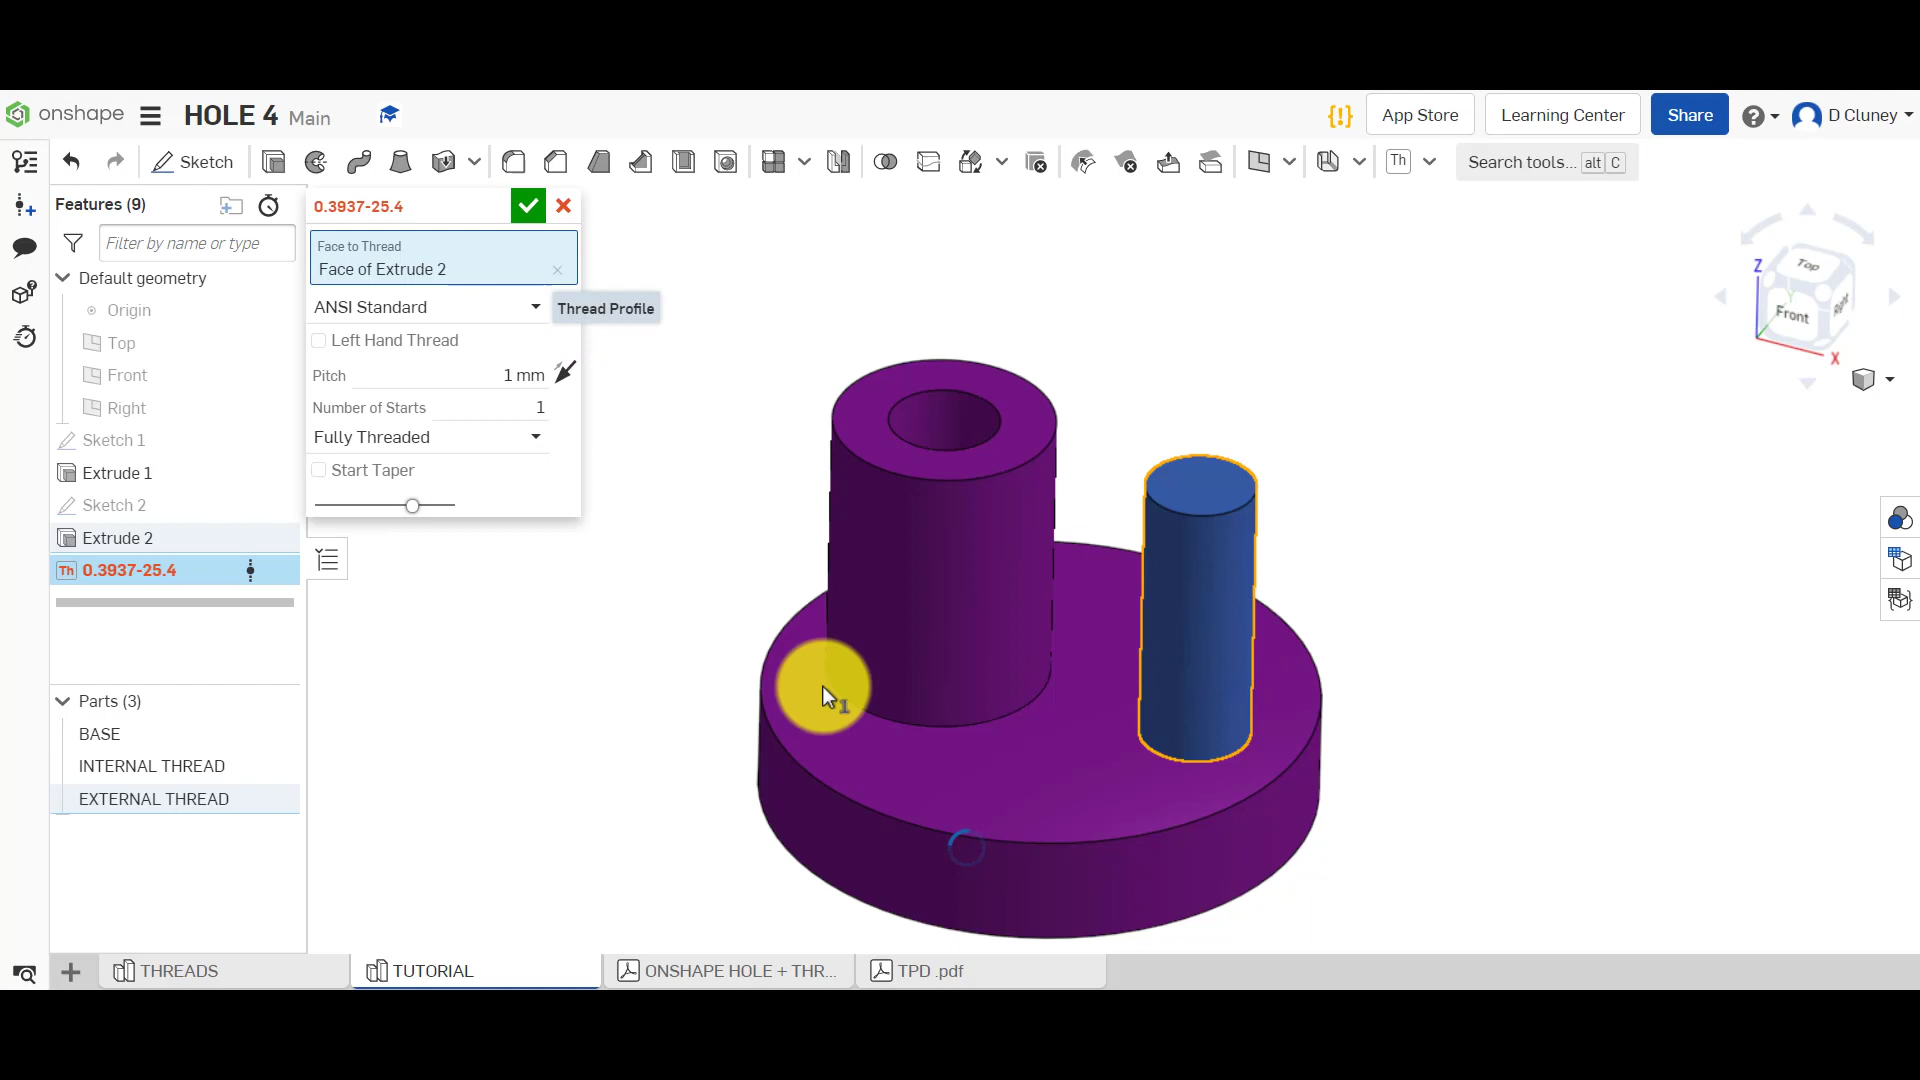 onshape HOLE 4 Main App Store Learning Center Share D Cluney
Sketch Th Search tools... alt C
Features (9)
Filter by name or type
Default geometry
Origin
Top
Front
Right
Sketch 1
Extrude 1
Sketch 2
Extrude 2
Th 0.3937-25.4
Parts (3)
BASE
INTERNAL THREAD
EXTERNAL THREAD
0.3937-25.4
Face to Thread
Face of Extrude 2
ANSI Standard
Thread Profile
Left Hand Thread
Pitch 1 mm
Number of Starts 1
Fully Threaded
Start Taper
1
Z
Top
Y
Front
Right
X
THREADS TUTORIAL ONSHAPE HOLE + THR... TPD .pdf